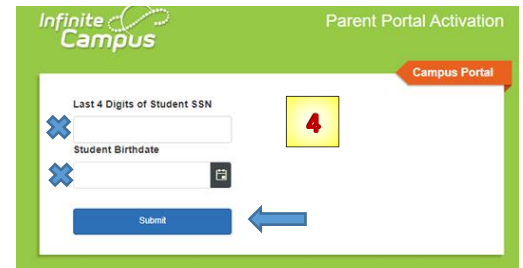 Infinite
Campus
Parent Portal Activation
Campus Portal
Last 4 Digits of Student SSN
4
Student Birthdate
Submit